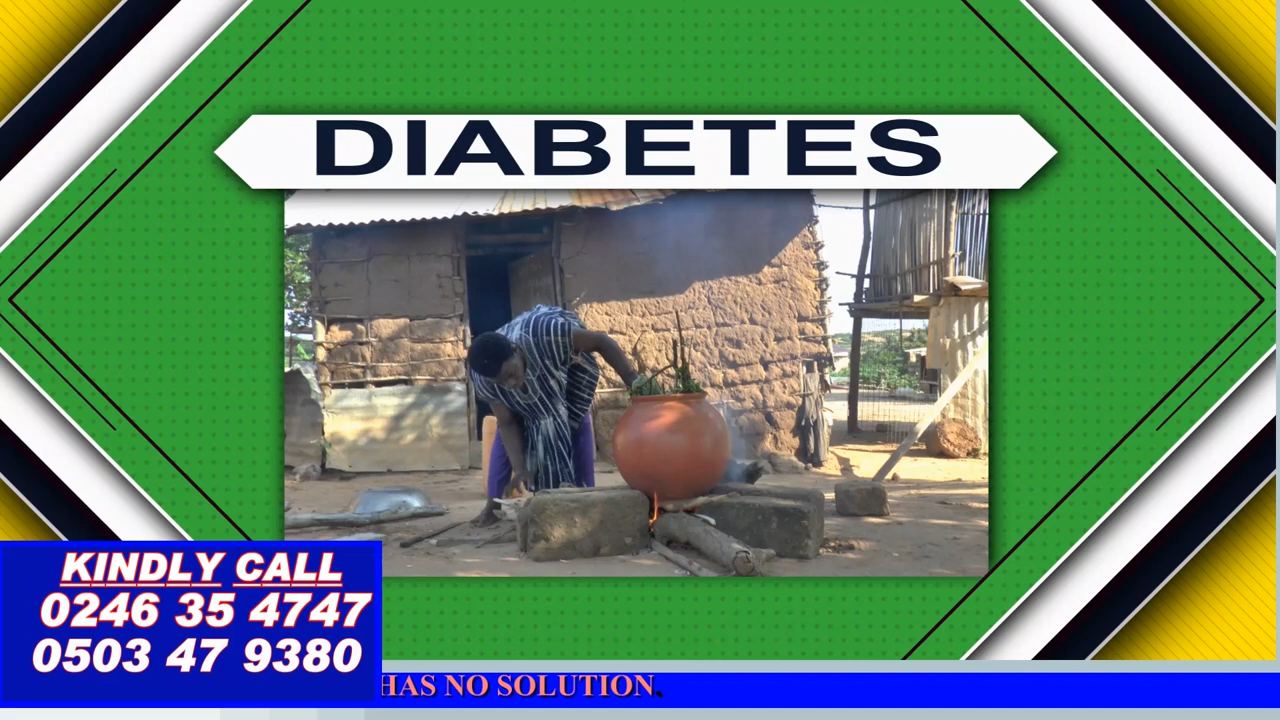 DIABETES
KINDLY CALL
0246 35 4747
0503 47 9380
HAS NO SOLUTION.